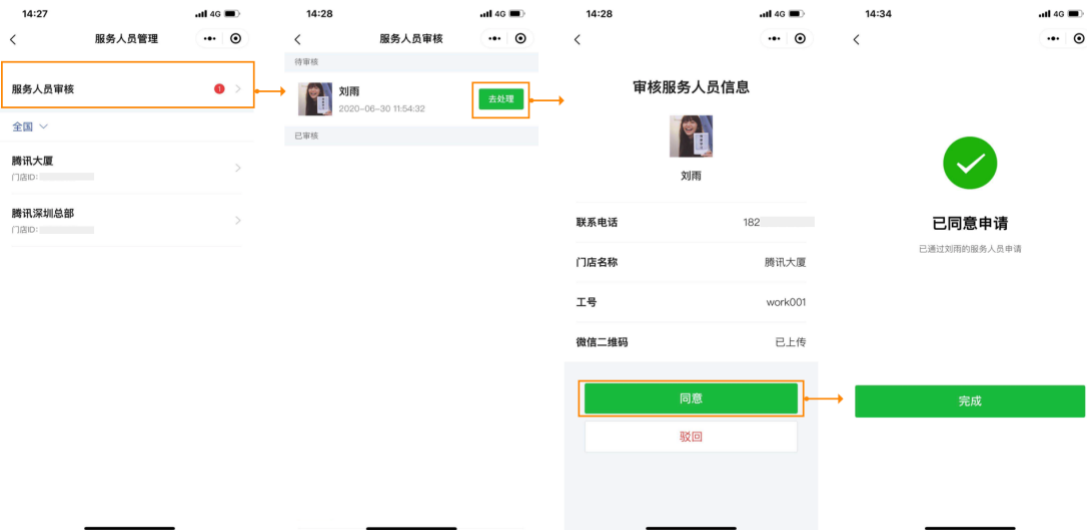 14:27
4G
服务人员管理
服务人员审核
1
全国
腾讯大厦
门店ID:
腾讯深圳总部
门店ID:
14:28
4G
服务人员审核
待审核
刘雨
2020-06-30 11:54:32
去处理
已审核
14:28
4G
审核服务人员信息
刘雨
联系电话 182
门店名称 腾讯大厦
工号 work001
微信二维码 已上传
同意
驳回
14:34
4G
已同意申请
已通过刘雨的服务人员申请
完成